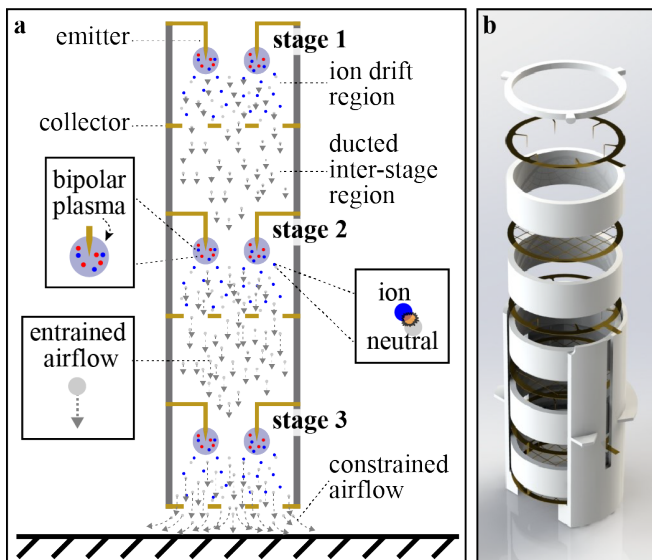 a
emitter
stage 1
ion drift
region
collector
ducted
inter-stage
region
bipolar
plasma
stage 2
ion
neutral
entrained
airflow
stage 3
constrained
airflow
b